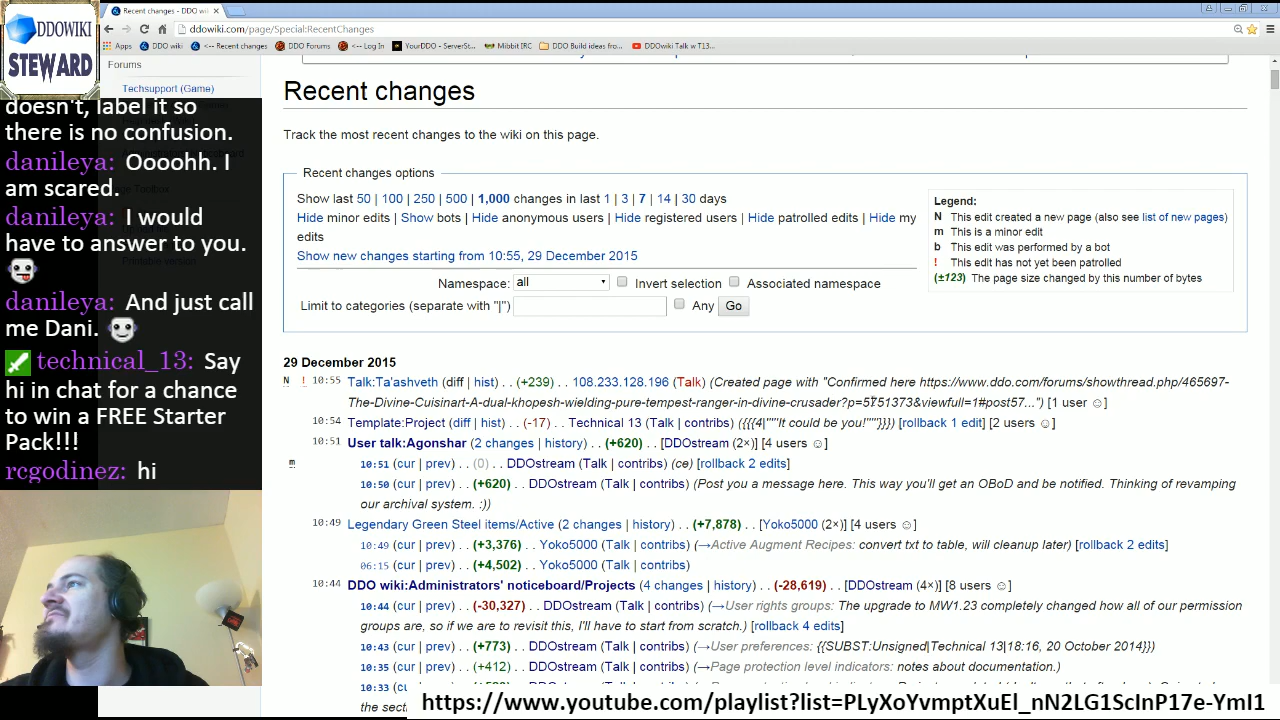 DDOWIKI
STEWARD
Recent changes - DDO wi
ddowiki.com/page/Special:RecentChanges
Apps
DDO wiki
<-- Recent changes
DDO Forums
<-- Log In
YourDDO - ServerSt...
Mibbit IRC
DDO Build ideas from...
DDOwiki Talk w T13...
Forums
Techsupport (Game)
doesn't, label it so
there is no confusion.
danileya: Ooooohh. I
am scared.
danileya: I would
have to answer to you.
danileya: And just call
me Dani.
technical_13: Say
hi in chat for a chance
to win a FREE Starter
Pack!!!
rcgodinez: hi
Recent changes
Track the most recent changes to the wiki on this page.
Recent changes options
Show last 50 | 100 | 250 | 500 | 1,000 changes in last 1 | 3 | 7 | 14 | 30 days
Hide minor edits | Show bots | Hide anonymous users | Hide registered users | Hide patrolled edits | Hide my
edits
Show new changes starting from 10:55, 29 December 2015
Namespace: all Invert selection Associated namespace
Limit to categories (separate with "|") Any Go
Legend:
N This edit created a new page (also see list of new pages)
m This is a minor edit
b This edit was performed by a bot
! This edit has not yet been patrolled
(±123) The page size changed by this number of bytes
29 December 2015
N ! 10:55 Talk:Ta'ashveth (diff | hist) . . (+239) . . 108.233.128.196 (Talk) (Created page with "Confirmed here https://www.ddo.com/forums/showthread.php/465697-
The-Divine-Cuisinart-A-dual-khopesh-wielding-pure-tempest-ranger-in-divine-crusader?p=5751373&viewfull=1#post57...") [1 user ☺]
10:54 Template:Project (diff | hist) . . (-17) . . Technical 13 (Talk | contribs) ({{{4|''''''It could be you!''''''}}}) [rollback 1 edit] [2 users ☺]
10:51 User talk:Agonshar (2 changes | history) . . (+620) . . [DDOstream (2×)] [4 users ☺]
m 10:51 (cur | prev) . . (0) . . DDOstream (Talk | contribs) (ce) [rollback 2 edits]
10:50 (cur | prev) . . (+620) . . DDOstream (Talk | contribs) (Post you a message here. This way you'll get an OBoD and be notified. Thinking of revamping
our archival system. :))
10:49 Legendary Green Steel items/Active (2 changes | history) . . (+7,878) . . [Yoko5000 (2×)] [4 users ☺]
10:49 (cur | prev) . . (+3,376) . . Yoko5000 (Talk | contribs) (→Active Augment Recipes: convert txt to table, will cleanup later) [rollback 2 edits]
06:15 (cur | prev) . . (+4,502) . . Yoko5000 (Talk | contribs)
10:44 DDO wiki:Administrators' noticeboard/Projects (4 changes | history) . . (-28,619) . . [DDOstream (4×)] [8 users ☺]
10:44 (cur | prev) . . (-30,327) . . DDOstream (Talk | contribs) (→User rights groups: The upgrade to MW1.23 completely changed how all of our permission
groups are, so if we are to revisit this, I'll have to start from scratch.) [rollback 4 edits]
10:43 (cur | prev) . . (+773) . . DDOstream (Talk | contribs) (→User preferences: {{SUBST:Unsigned|Technical 13|18:16, 20 October 2014}})
10:35 (cur | prev) . . (+412) . . DDOstream (Talk | contribs) (→Page protection level indicators: notes about documentation.)
10:33
the
https://www.youtube.com/playlist?list=PLyXoYvmptXuEl_nN2LG1ScInP17e-YmI1